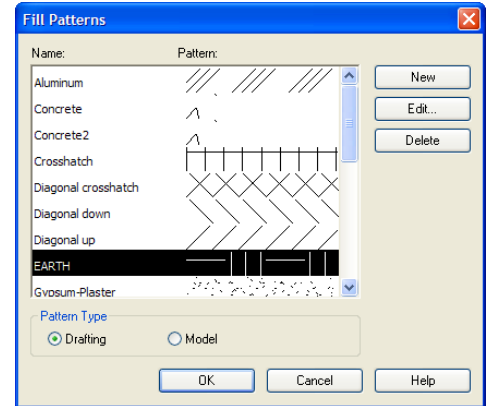 Fill Patterns
Name: Pattern:
New
Edit...
Delete
Aluminum
Concrete
Concrete2
Crosshatch
Diagonal crosshatch
Diagonal down
Diagonal up
EARTH
Gypsum-Plaster
Pattern Type
Drafting Model
OK Cancel Help